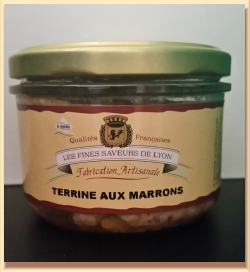 Qualités Françaises
LES FINES SAVEURS DE LYON
Fabrication Artisanale
TERRINE AUX MARRONS